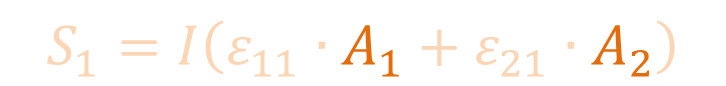 S₁ = I(ε₁₁ · A₁ + ε₂₁ · A₂)